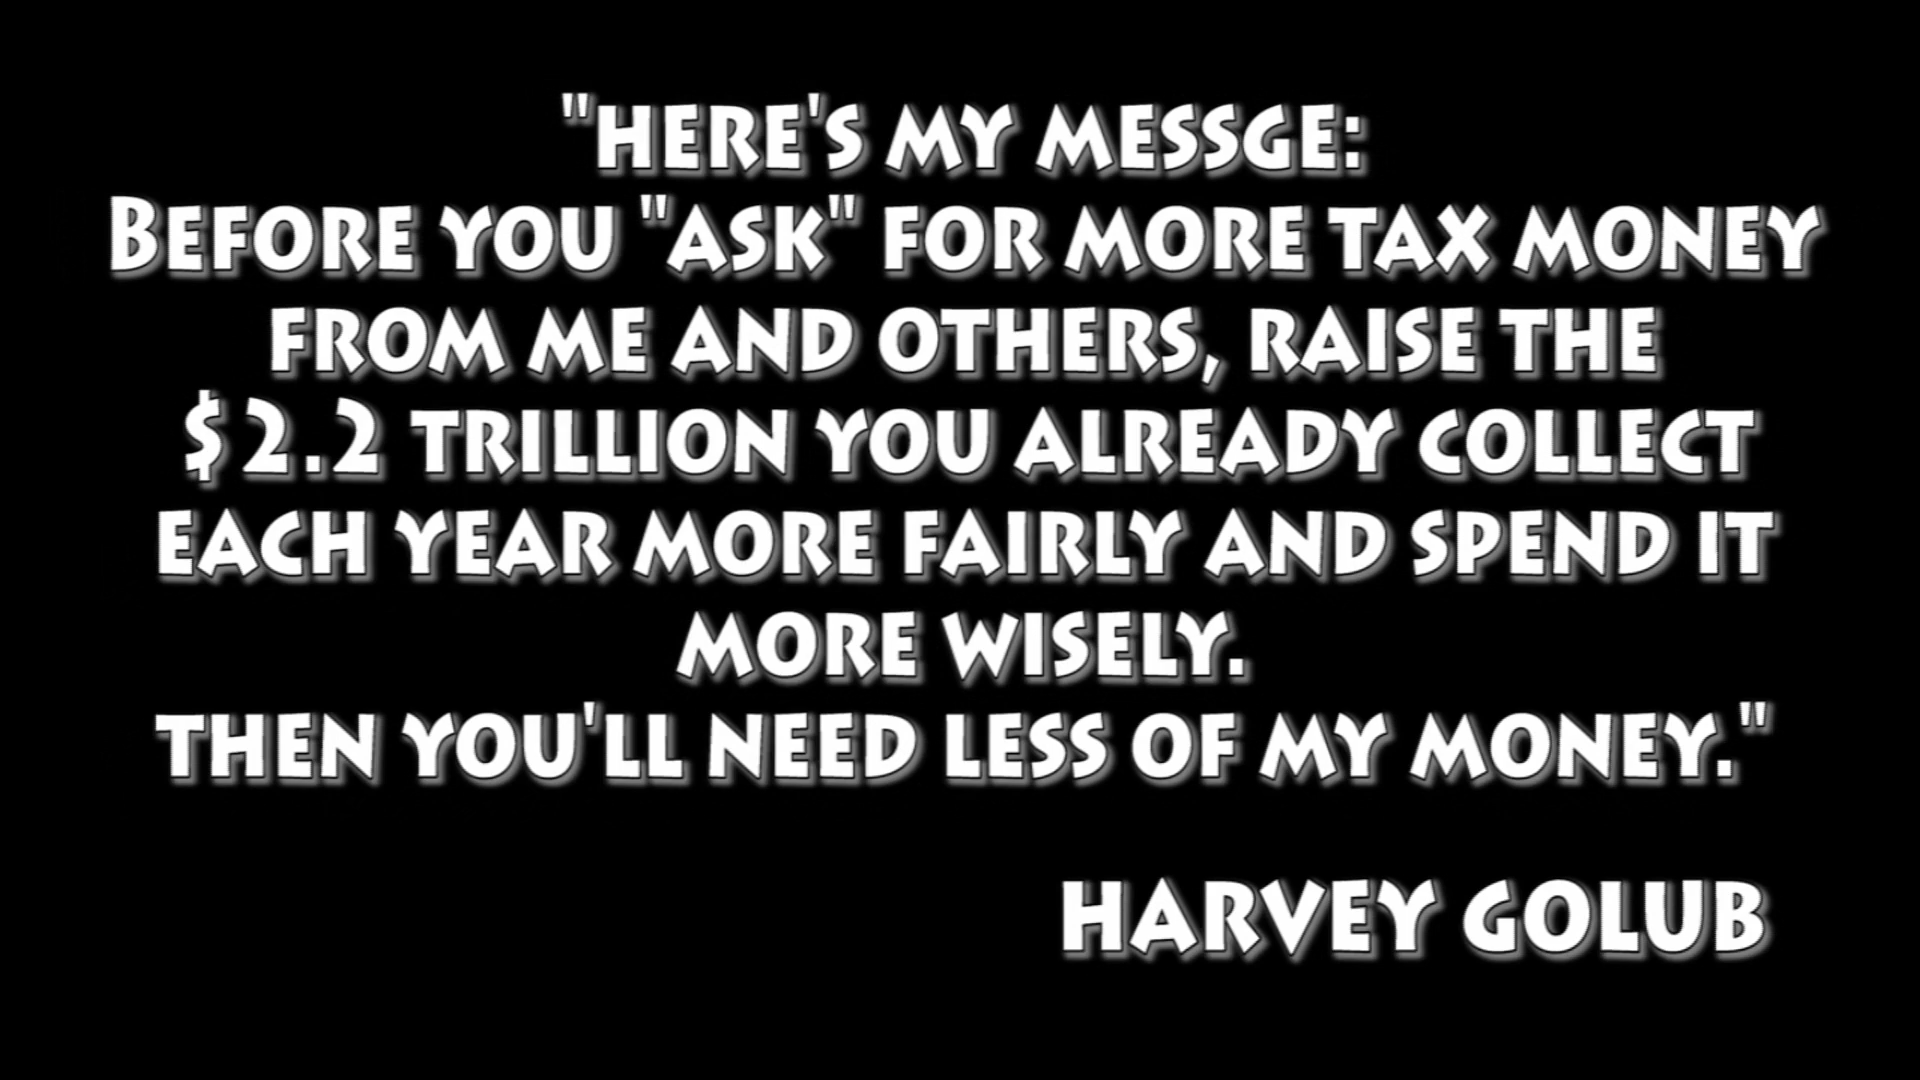 "HERE'S MY MESSGE:
BEFORE YOU "ASK" FOR MORE TAX MONEY
FROM ME AND OTHERS, RAISE THE
$2.2 TRILLION YOU ALREADY COLLECT
EACH YEAR MORE FAIRLY AND SPEND IT
MORE WISELY.
THEN YOU'LL NEED LESS OF MY MONEY."
HARVEY GOLUB